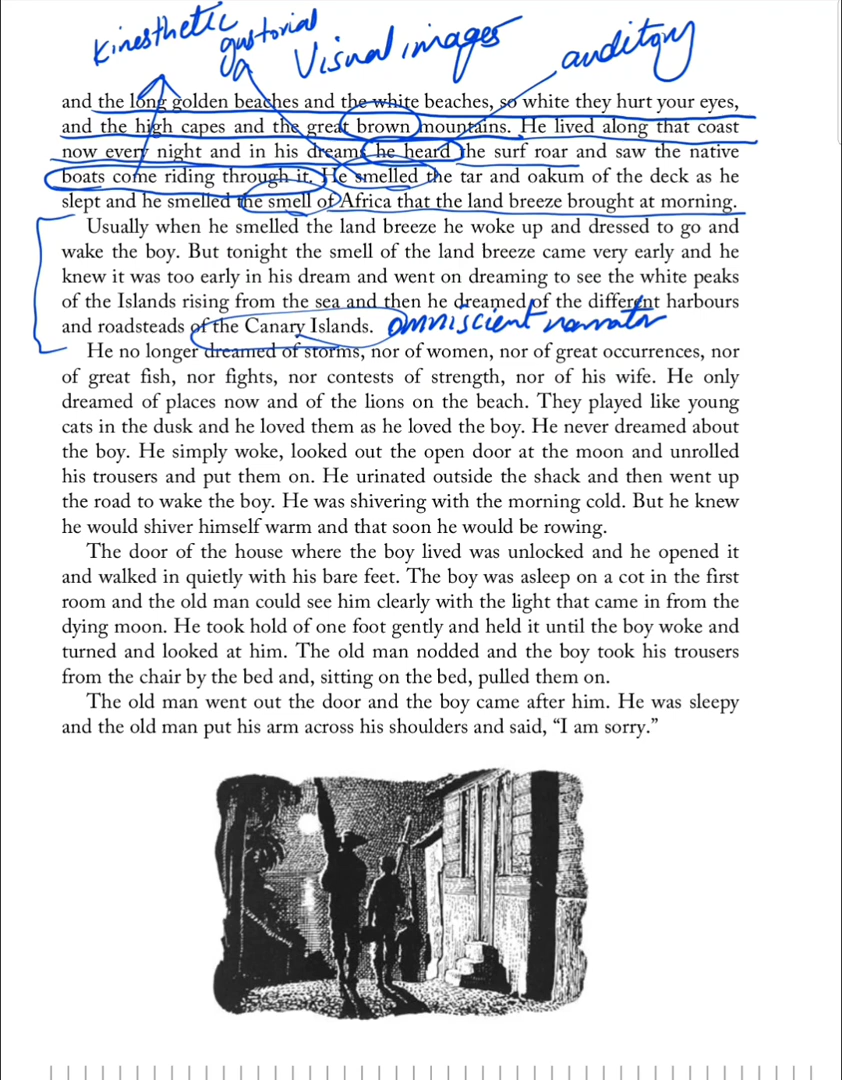 Kinesthetic
gustorial
Visual images
auditory
and the long golden beaches and the white beaches, so white they hurt your eyes,
and the high capes and the great brown mountains. He lived along that coast
now every night and in his dreams he heard the surf roar and saw the native
boats come riding through it. He smelled the tar and oakum of the deck as he
slept and he smelled the smell of Africa that the land breeze brought at morning.
Usually when he smelled the land breeze he woke up and dressed to go and
wake the boy. But tonight the smell of the land breeze came very early and he
knew it was too early in his dream and went on dreaming to see the white peaks
of the Islands rising from the sea and then he dreamed of the different harbours
and roadsteads of the Canary Islands. omniscient narrator
He no longer dreamed of storms, nor of women, nor of great occurrences, nor
of great fish, nor fights, nor contests of strength, nor of his wife. He only
dreamed of places now and of the lions on the beach. They played like young
cats in the dusk and he loved them as he loved the boy. He never dreamed about
the boy. He simply woke, looked out the open door at the moon and unrolled
his trousers and put them on. He urinated outside the shack and then went up
the road to wake the boy. He was shivering with the morning cold. But he knew
he would shiver himself warm and that soon he would be rowing.
The door of the house where the boy lived was unlocked and he opened it
and walked in quietly with his bare feet. The boy was asleep on a cot in the first
room and the old man could see him clearly with the light that came in from the
dying moon. He took hold of one foot gently and held it until the boy woke and
turned and looked at him. The old man nodded and the boy took his trousers
from the chair by the bed and, sitting on the bed, pulled them on.
The old man went out the door and the boy came after him. He was sleepy
and the old man put his arm across his shoulders and said, “I am sorry.”